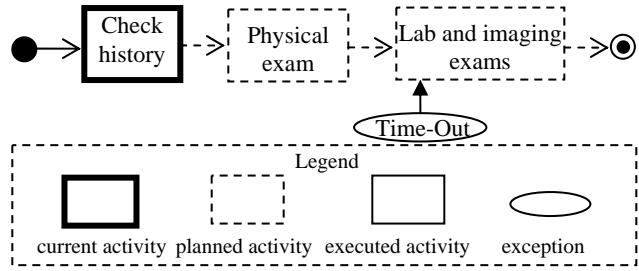 Check
history
Physical
exam
Lab and imaging
exams
Time-Out
Legend
current activity planned activity executed activity exception